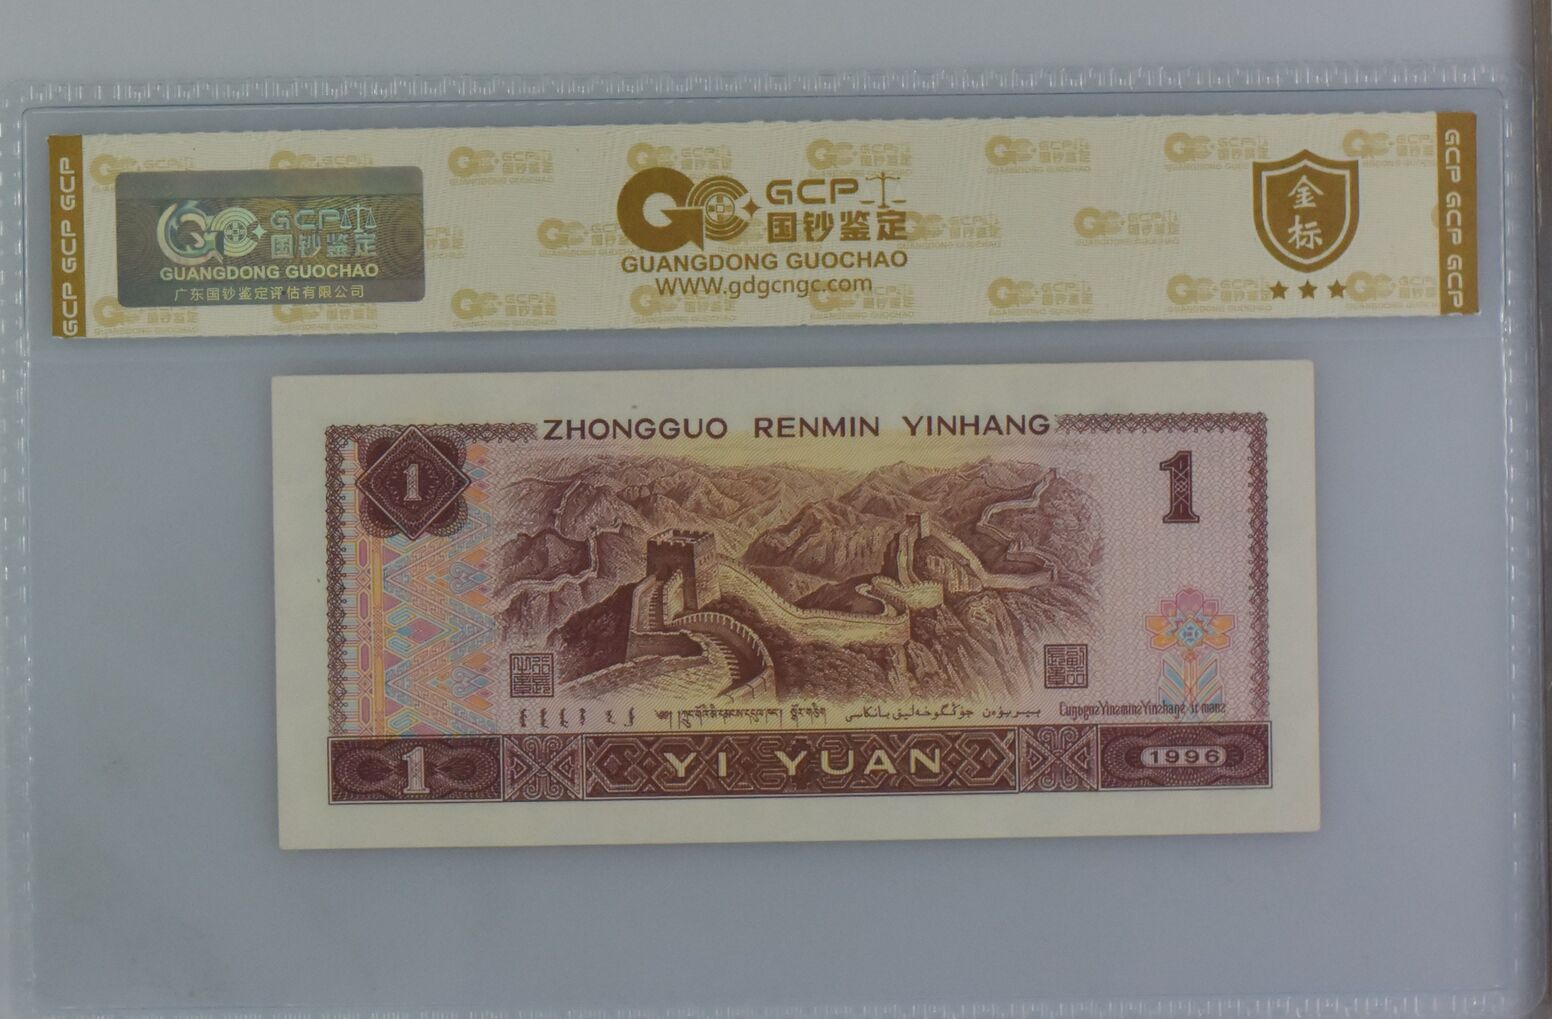 GCP GCP GCP
GCP 国钞鉴定
GUANGDONG GUOCHAO
广东国钞鉴定评估有限公司
GCP
国钞鉴定
GUANGDONG GUOCHAO
www.gdgcngc.com
金标
GCP GCP GCP
ZHONGGUO RENMIN YINHANG
1
1
1
YI YUAN
1996